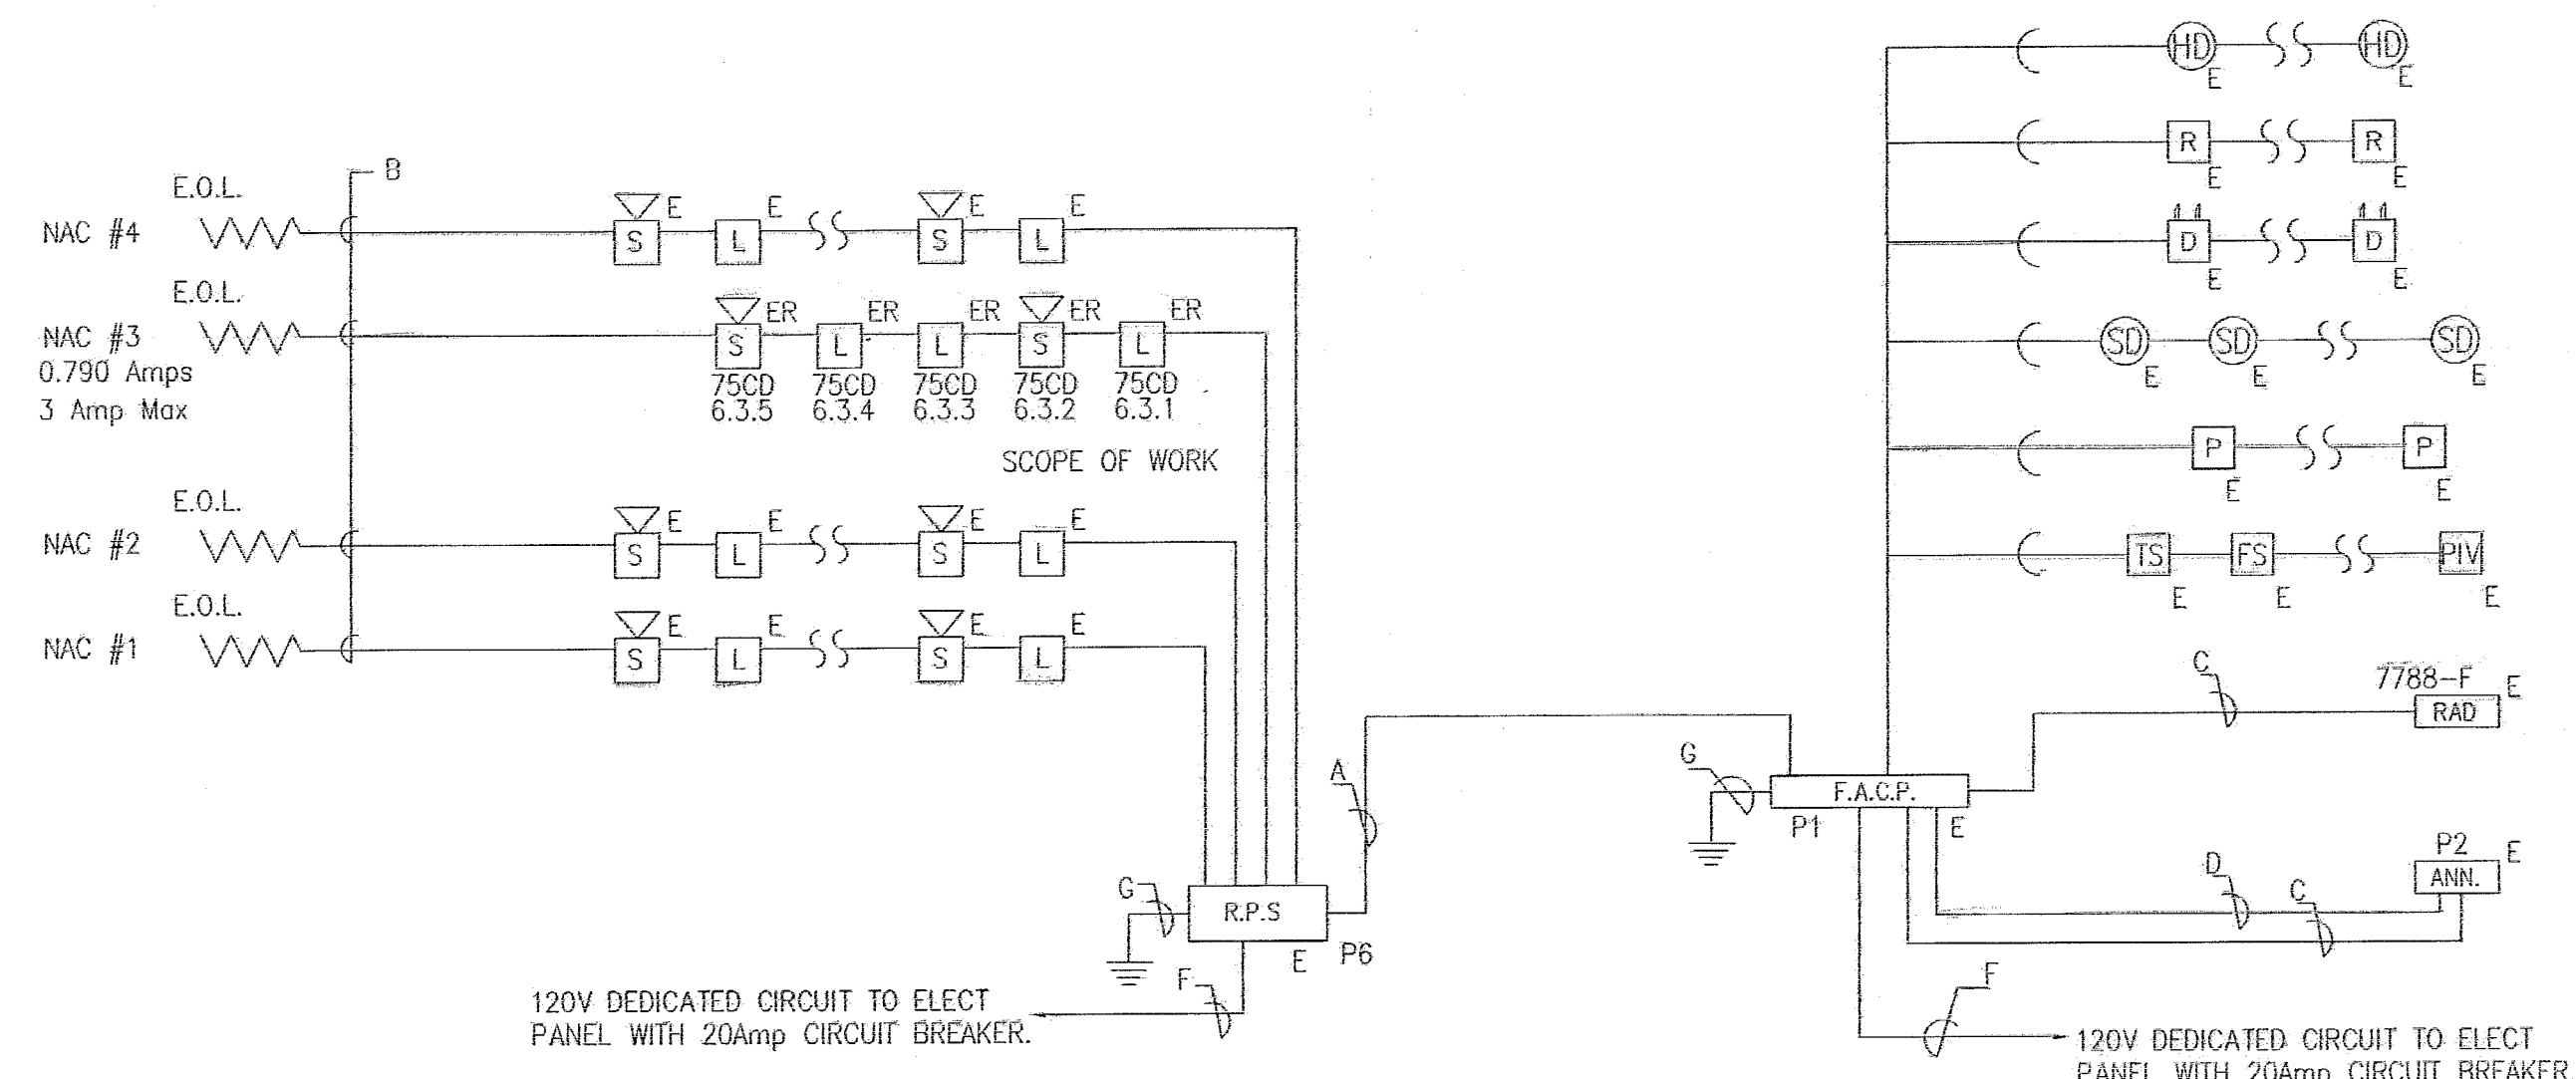 HD HD
E E
R R
E E
D D
E E
SD SD SD
E E E
P P
E E
TS FS PIV
E E E
B
E.O.L.
NAC #4
S E L E S E L E
E.O.L.
NAC #3
0.790 Amps
3 Amp Max
S ER L ER L ER S ER L ER
75CD 75CD 75CD 75CD 75CD
6.3.5 6.3.4 6.3.3 6.3.2 6.3.1
SCOPE OF WORK
E.O.L.
NAC #2
S E L E S E L E
E.O.L.
NAC #1
S E L E S E L E
C
7788-F E
RAD
A
G
F.A.C.P.
P1 E
P2 E
ANN.
D C
G
R.P.S
E P6
F
120V DEDICATED CIRCUIT TO ELECT
PANEL WITH 20Amp CIRCUIT BREAKER.
F
120V DEDICATED CIRCUIT TO ELECT
PANEL WITH 20Amp CIRCUIT BREAKER